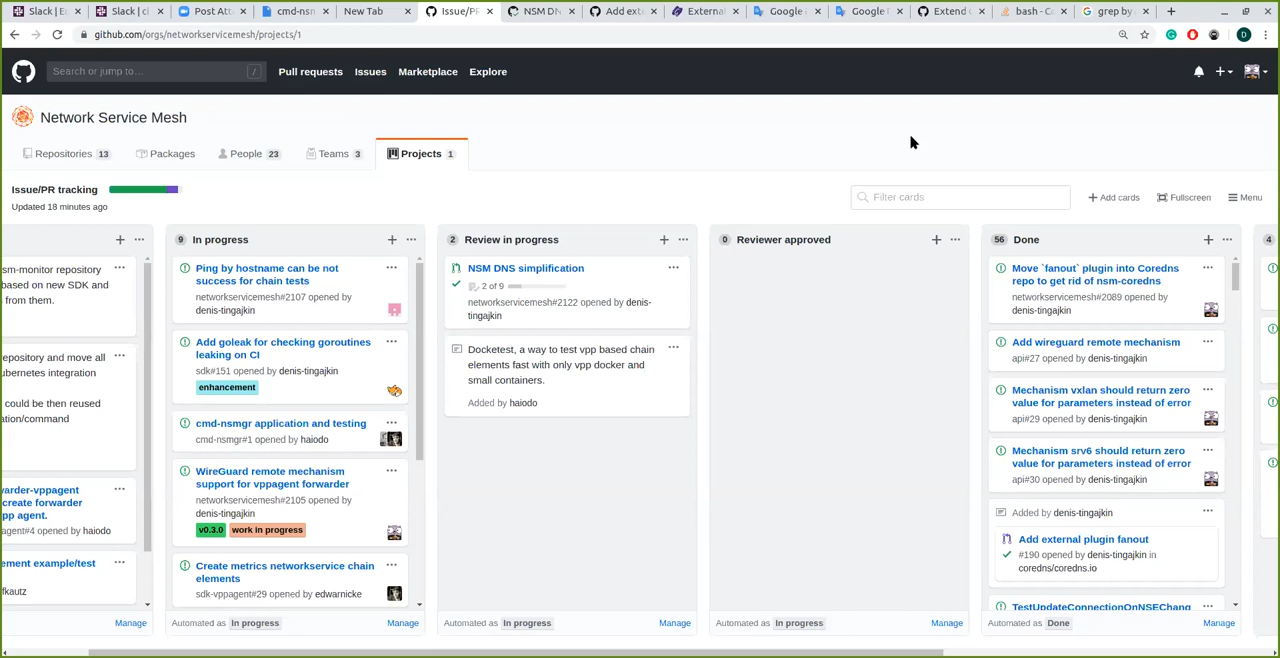 Slack | E
Slack | ci
Post Att
cmd-nsm
New Tab
Issue/PR
NSM DN
Add ext
External
Google
Google
Extend
bash - C
grep by
github.com/orgs/networkservicemesh/projects/1
D
Search or jump to…
/
Pull requests
Issues
Marketplace
Explore
Network Service Mesh
Repositories 13
Packages
People 23
Teams 3
Projects 1
Issue/PR tracking
Updated 18 minutes ago
Filter cards
Add cards
Fullscreen
Menu
sm-monitor repository
based on new SDK and
s from them.
epository and move all
ubernetes integration
could be then reused
ation/command
warder-vppagent
create forwarder
pp agent.
agent#4 opened by haiodo
ement example/test
fkautz
Manage
9 In progress
Ping by hostname can be not
success for chain tests
networkservicemesh#2107 opened by
denis-tingajkin
Add goleak for checking goroutines
leaking on CI
sdk#151 opened by denis-tingajkin
enhancement
cmd-nsmgr application and testing
cmd-nsmgr#1 opened by haiodo
WireGuard remote mechanism
support for vppagent forwarder
networkservicemesh#2105 opened by
denis-tingajkin
v0.3.0 work in progress
Create metrics networkservice chain
elements
sdk-vppagent#29 opened by edwarnicke
Automated as In progress
Manage
2 Review in progress
NSM DNS simplification
2 of 9
networkservicemesh#2122 opened by denis-
tingajkin
Docketest, a way to test vpp based chain
elements fast with only vpp docker and
small containers.
Added by haiodo
Automated as In progress
Manage
0 Reviewer approved
Automated as In progress
Manage
56 Done
Move `fanout` plugin into Coredns
repo to get rid of nsm-coredns
networkservicemesh#2089 opened by
denis-tingajkin
Add wireguard remote mechanism
api#27 opened by denis-tingajkin
Mechanism vxlan should return zero
value for parameters instead of error
api#29 opened by denis-tingajkin
Mechanism srv6 should return zero
value for parameters instead of error
api#30 opened by denis-tingajkin
Added by denis-tingajkin
Add external plugin fanout
#190 opened by denis-tingajkin in
coredns/coredns.io
TestUpdateConnectionOnNSEChang
Automated as Done
Manage
4